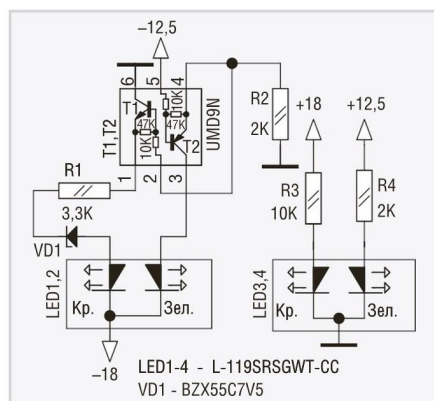 –12,5
6 5 4
T1
10K
47K
47K
10K
T2
T1,T2
UMD9N
1 2 3
R1
3,3K
VD1
R2
2K
+18
+12,5
R3
10K
R4
2K
LED1,2
Кр.
Зел.
LED3,4
Кр.
Зел.
–18
LED1-4 - L-119SRSGWT-CC
VD1 - BZX55C7V5